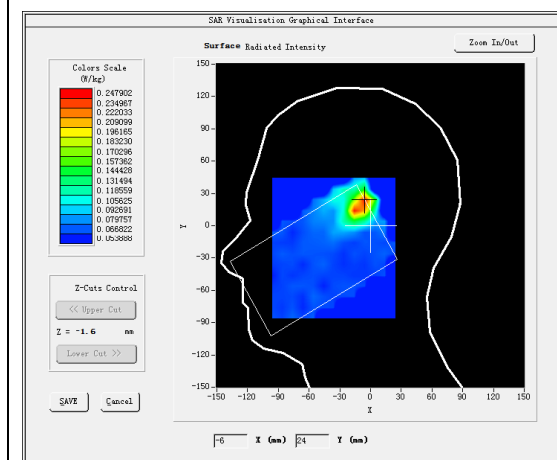 SAR Visualisation Graphical Interface
Surface Radiated Intensity
Zoom In/Out
Colors Scale
(W/kg)
0.247902
0.234967
0.222033
0.209099
0.196165
0.183230
0.170296
0.157362
0.144428
0.131494
0.118559
0.105625
0.092691
0.079757
0.066822
0.053888
Z-Cuts Control
<< Upper Cut
Z = -1.6 mm
Lower Cut >>
SAVE Cancel
150
120
90
60
30
0
-30
-60
-90
-120
-150
Y
-150 -120 -90 -60 -30 0 30 60 90 120 150
X
-6 X (mm) 24 Y (mm)